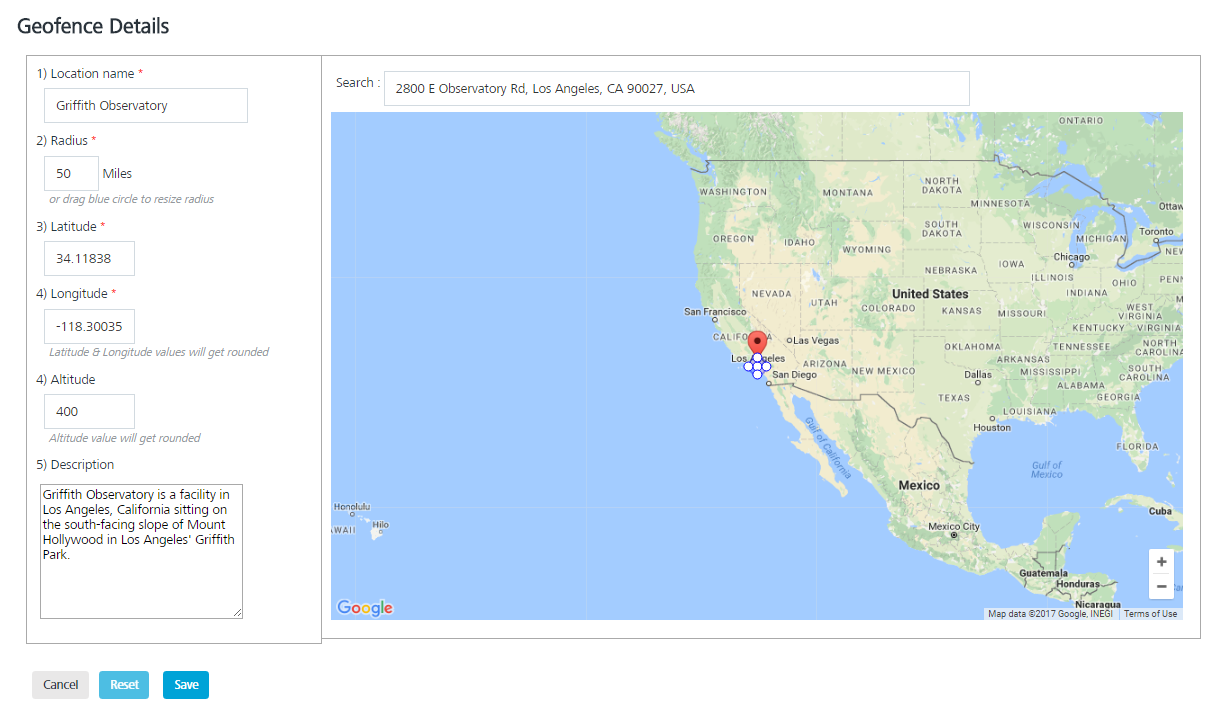 Geofence Details
1) Location name *
Griffith Observatory
2) Radius *
50 Miles
or drag blue circle to resize radius
3) Latitude *
34.11838
4) Longitude *
-118.30035
Latitude & Longitude values will get rounded
4) Altitude
400
Altitude value will get rounded
5) Description
Griffith Observatory is a facility in
Los Angeles, California sitting on
the south-facing slope of Mount
Hollywood in Los Angeles' Griffith
Park.
Search :
2800 E Observatory Rd, Los Angeles, CA 90027, USA
ONTARIO
WASHINGTON
MONTANA
NORTH
DAKOTA
MINNESOTA
Ottaw
OREGON
IDAHO
WYOMING
SOUTH
DAKOTA
WISCONSIN
MICHIGAN
Toronto
Chicago
NEW
NEBRASKA
IOWA
ILLINOIS
INDIANA
OHIO
PENN
NEVADA
UTAH
United States
COLORADO
KANSAS
MISSOURI
WEST
VIRGINIA
M
KENTUCKY
VIRGINIA
San Francisco
CALIFORNIA
Las Vegas
Los Angeles
San Diego
ARIZONA
NEW MEXICO
OKLAHOMA
ARKANSAS
TENNESSEE
NORTH
CAROLINA
SOUTH
CAROLINA
MISSISSIPPI
ALABAMA
GEORGIA
Dallas
TEXAS
LOUISIANA
Houston
FLORIDA
Gulf of California
Gulf of
Mexico
Mexico
Mexico City
Cuba
Honolulu
Hilo
WAII
Guatemala
Honduras
Nicaragua
+
−
Google
Map data ©2017 Google, INEGI
Terms of Use
Cancel
Reset
Save